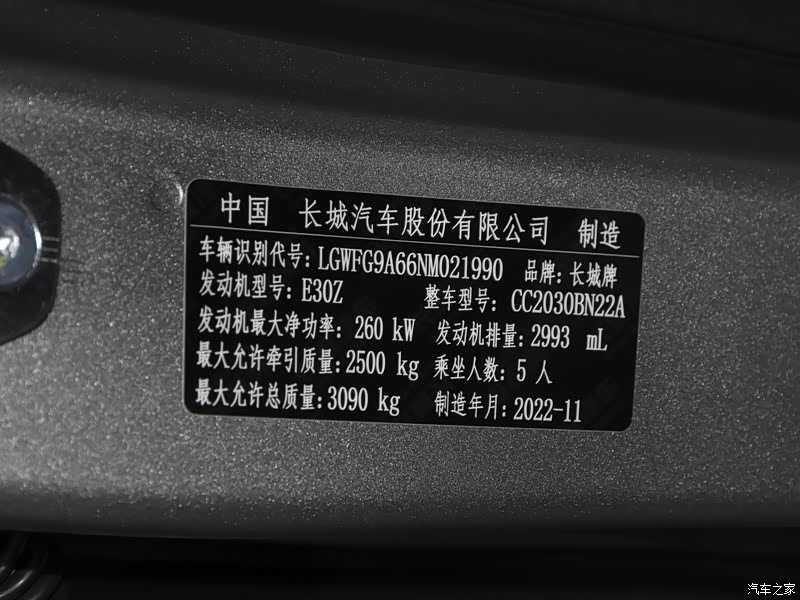 中国 长城汽车股份有限公司 制造
车辆识别代号: LGWFG9A66NM021990 品牌: 长城牌
发动机型号: E30Z 整车型号: CC2030BN22A
发动机最大净功率: 260 kW 发动机排量: 2993 mL
最大允许牵引质量: 2500 kg 乘坐人数: 5 人
最大允许总质量: 3090 kg 制造年月: 2022-11
汽车之家